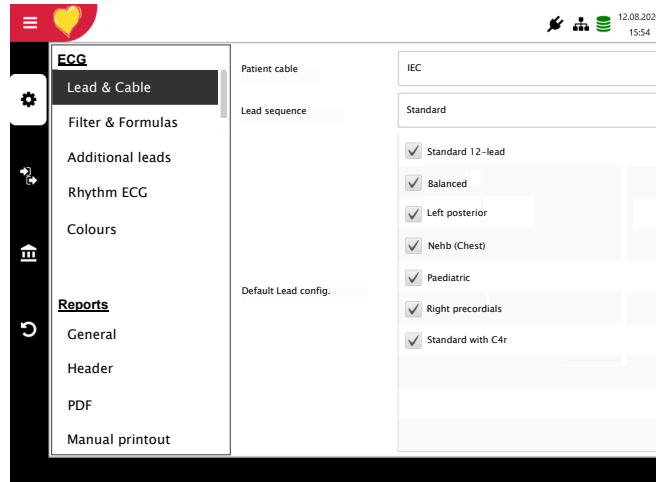 12.08.202
15:54
ECG
Lead & Cable
Filter & Formulas
Additional leads
Rhythm ECG
Colours
Reports
General
Header
PDF
Manual printout
Patient cable
IEC
Lead sequence
Standard
Default Lead config.
Standard 12-lead
Balanced
Left posterior
Nehb (Chest)
Paediatric
Right precordials
Standard with C4r